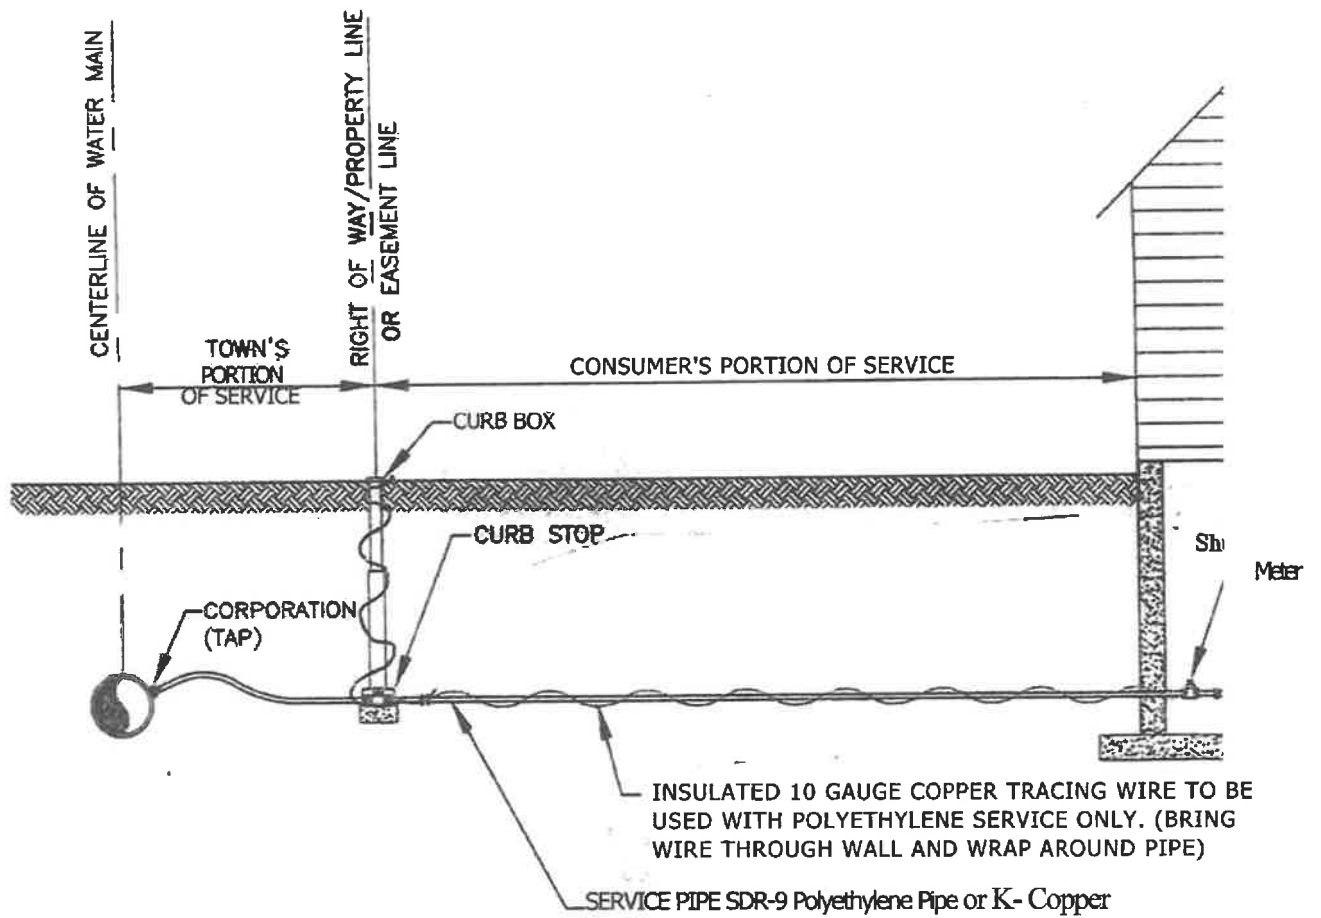 CENTERLINE OF WATER MAIN
RIGHT OF WAY/PROPERTY LINE
OR EASEMENT LINE
TOWN'S
PORTION
OF SERVICE
CONSUMER'S PORTION OF SERVICE
CURB BOX
CURB STOP
Meter
CORPORATION
(TAP)
INSULATED 10 GAUGE COPPER TRACING WIRE TO BE
USED WITH POLYETHYLENE SERVICE ONLY. (BRING
WIRE THROUGH WALL AND WRAP AROUND PIPE)
SERVICE PIPE SDR-9 Polyethylene Pipe or K- Copper